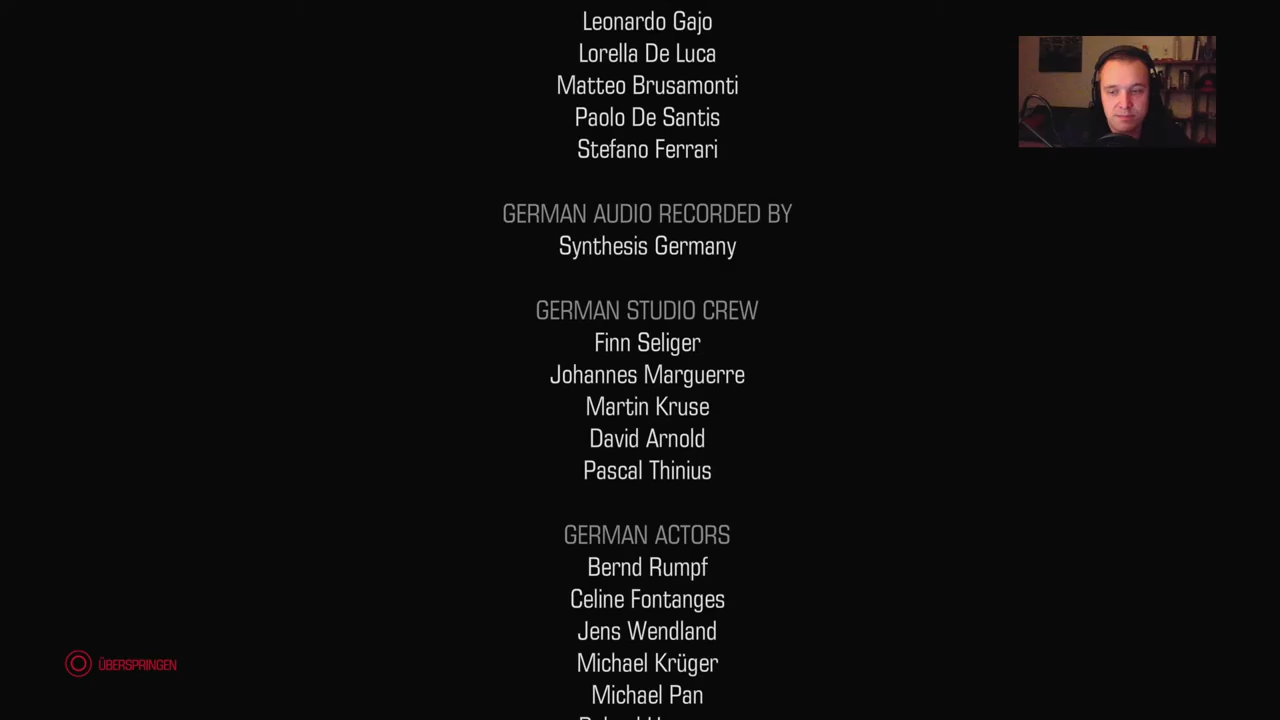 Leonardo Gajo
Lorella De Luca
Matteo Brusamonti
Paolo De Santis
Stefano Ferrari
GERMAN AUDIO RECORDED BY
Synthesis Germany
GERMAN STUDIO CREW
Finn Seliger
Johannes Marguerre
Martin Kruse
David Arnold
Pascal Thinius
GERMAN ACTORS
Bernd Rumpf
Celine Fontanges
Jens Wendland
Michael Krüger
ÜBERSPRINGEN
Michael Pan